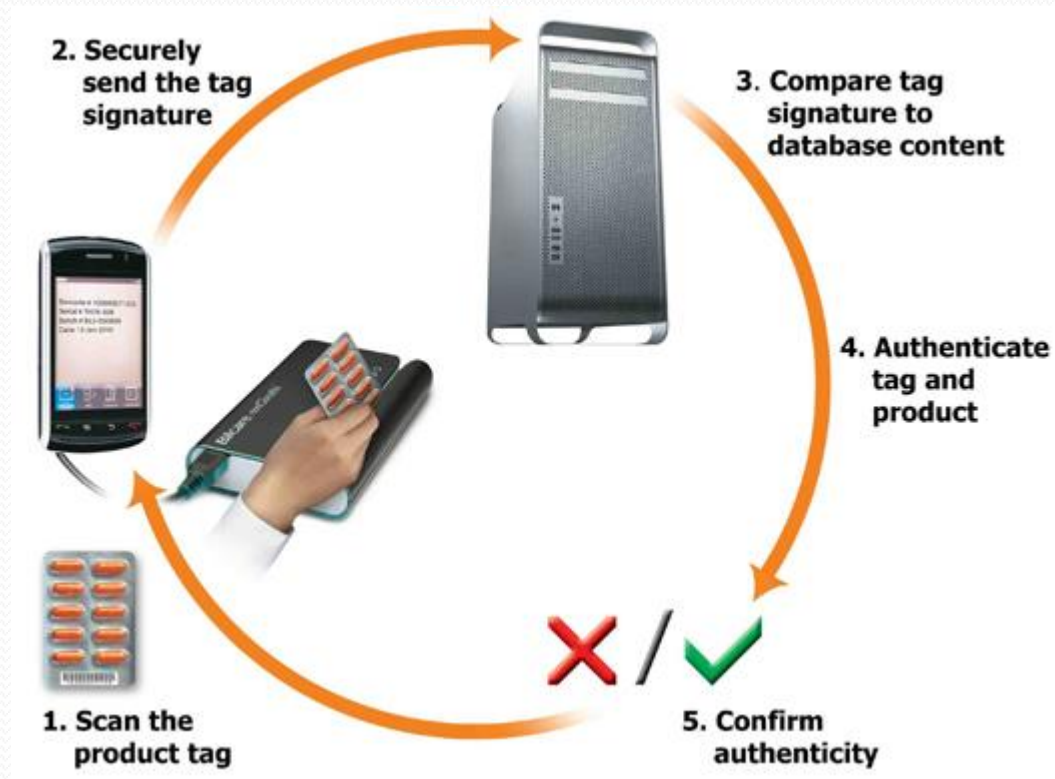 2. Securely
send the tag
signature
3. Compare tag
signature to
database content
4. Authenticate
tag and
product
Bilcare
1. Scan the
product tag
5. Confirm
authenticity